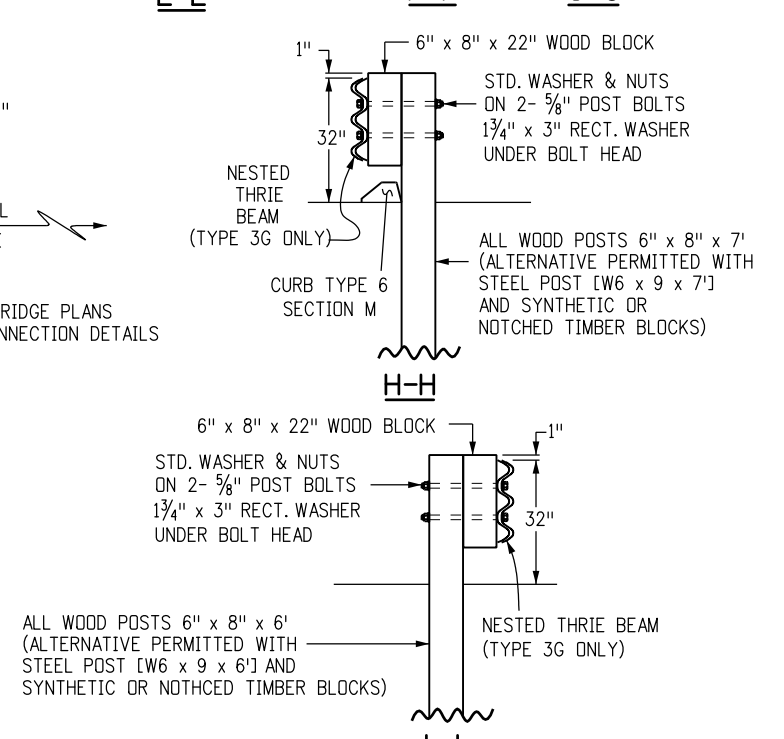 1"
6" x 8" x 22" WOOD BLOCK
STD. WASHER & NUTS
ON 2- 5/8" POST BOLTS
1 3/4" x 3" RECT. WASHER
UNDER BOLT HEAD
32"
NESTED
THRIE
BEAM
(TYPE 3G ONLY)
CURB TYPE 6
SECTION M
ALL WOOD POSTS 6" x 8" x 7'
(ALTERNATIVE PERMITTED WITH
STEEL POST [W6 x 9 x 7']
AND SYNTHETIC OR
NOTCHED TIMBER BLOCKS)
"
L
RIDGE PLANS
NNECTION DETAILS
H-H
6" x 8" x 22" WOOD BLOCK
1"
STD. WASHER & NUTS
ON 2- 5/8" POST BOLTS
1 3/4" x 3" RECT. WASHER
UNDER BOLT HEAD
32"
NESTED THRIE BEAM
(TYPE 3G ONLY)
ALL WOOD POSTS 6" x 8" x 6'
(ALTERNATIVE PERMITTED WITH
STEEL POST [W6 x 9 x 6'] AND
SYNTHETIC OR NOTHCED TIMBER BLOCKS)